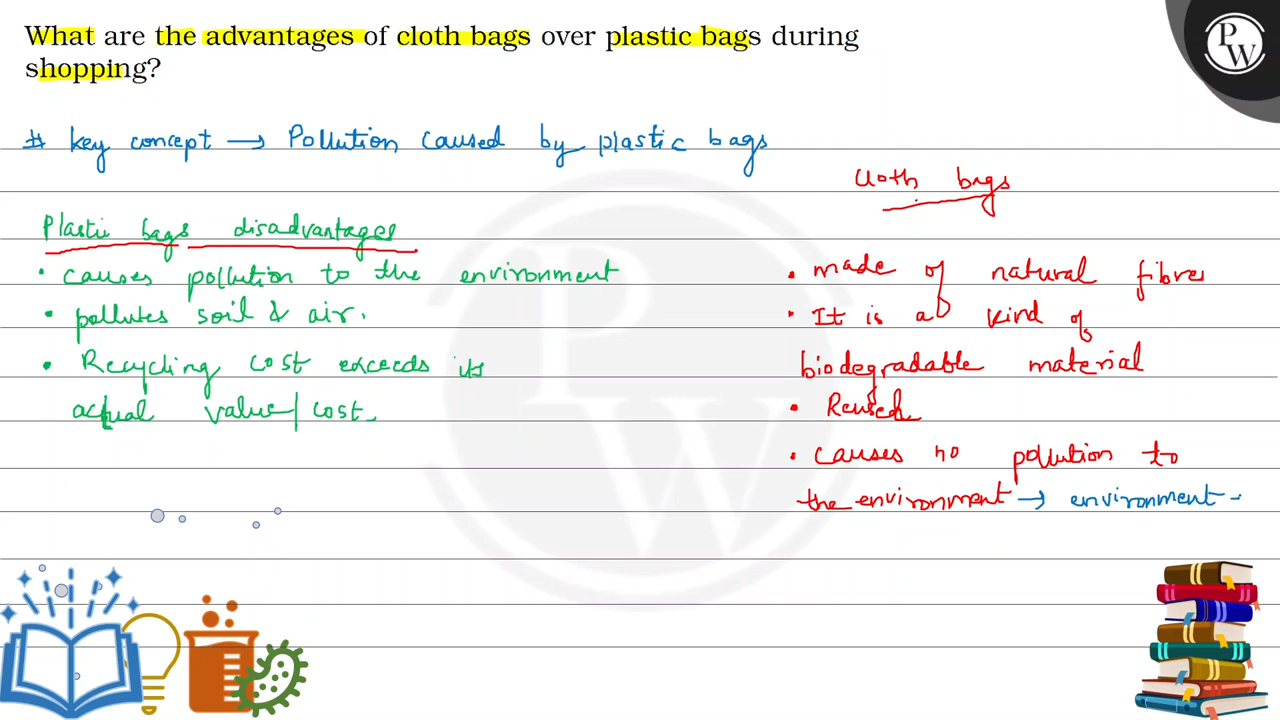 What are the advantages of cloth bags over plastic bags during
shopping?
PW
# key concept → Pollution caused by plastic bags
Cloth bags
Plastic bags disadvantages
• causes pollution to the environment
• pollutes soil & air.
• Recycling cost exceeds its
actual value/cost.
• made of natural fibres
• It is a kind of
biodegradable material
• Reused
• causes no pollution to
the environment → environment -